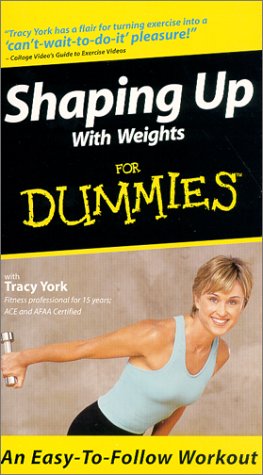 "Tracy York has a flair for turning exercise into a
'can't-wait-to-do-it' pleasure!"
– Collage Video's Guide to Exercise Videos
Shaping Up
With Weights
FOR
DUMMIES™
with
Tracy York
Fitness professional for 15 years;
ACE and AFAA Certified
An Easy-To-Follow Workout